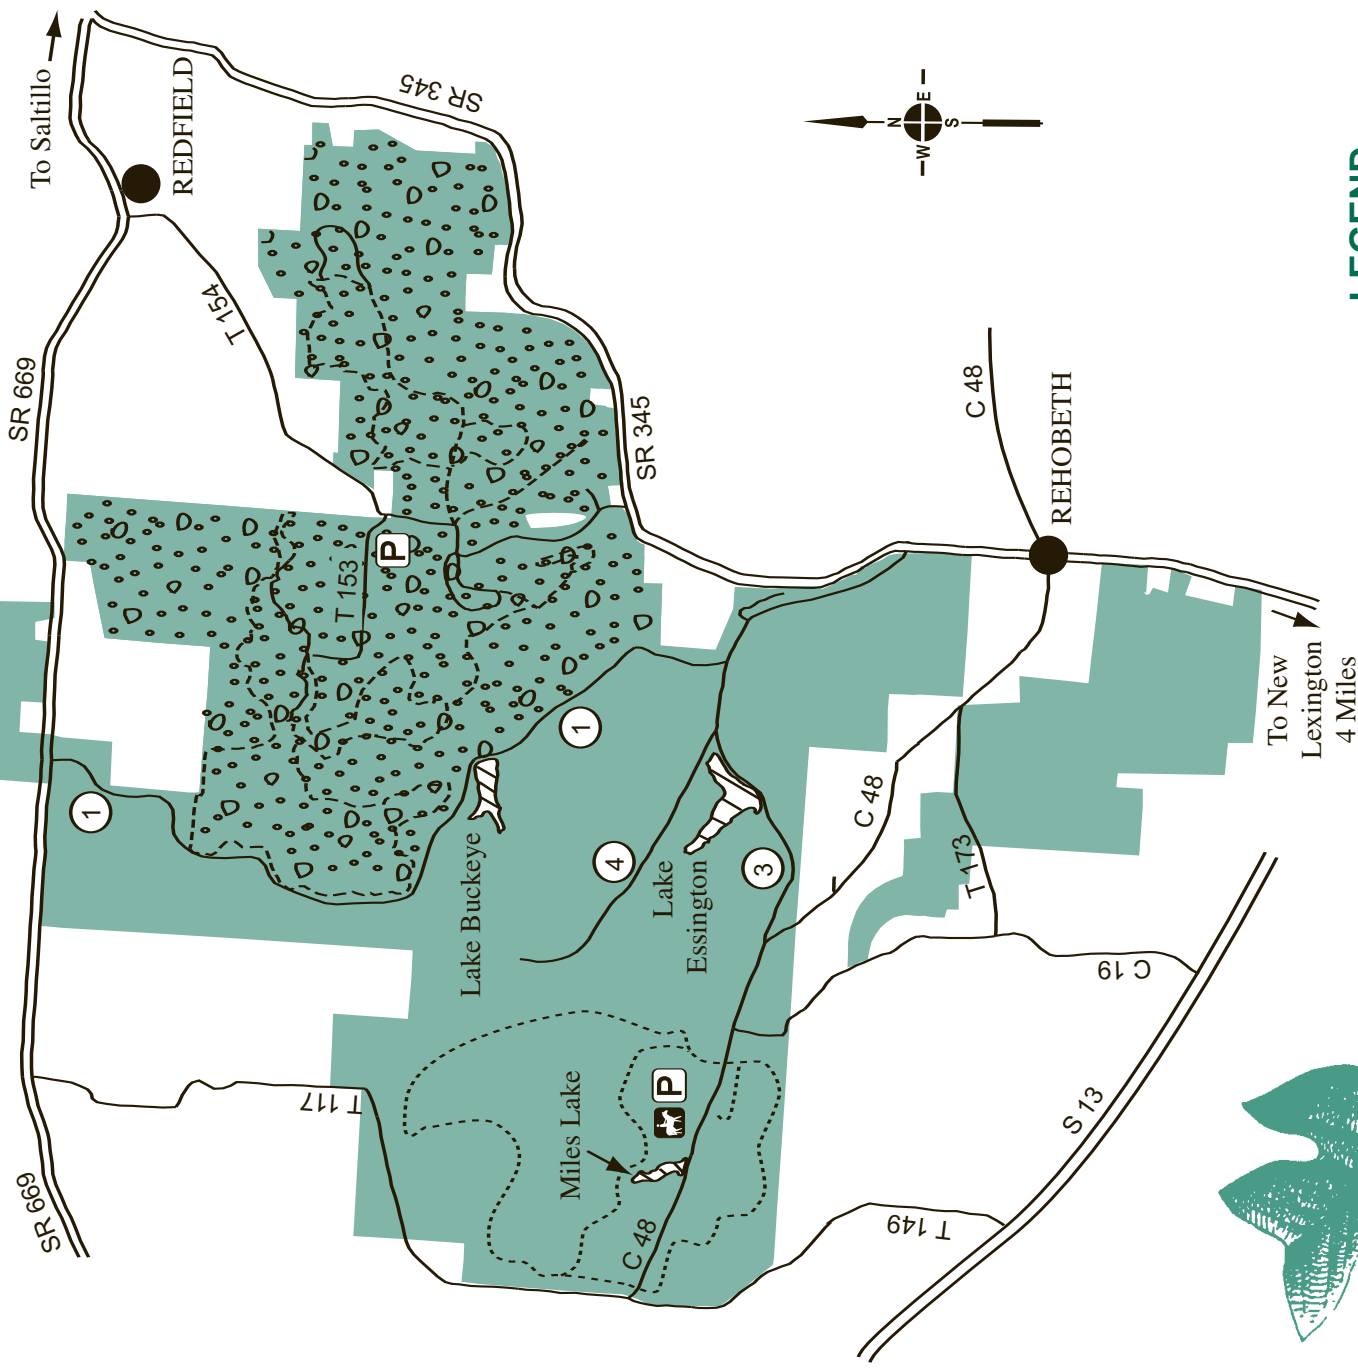 To Saltillo
REDFIELD
SR 345
SR 669
T 154
N
W E
S
LEGEND
SR 345
C 48
REHOBETH
T 153
P
1
1
To New
Lexington
4 Miles
Lake Buckeye
4
Lake
Essington
3
C 48
T 173
C 19
T 117
Miles Lake
P
C 48
SR 669
T 149
S 13